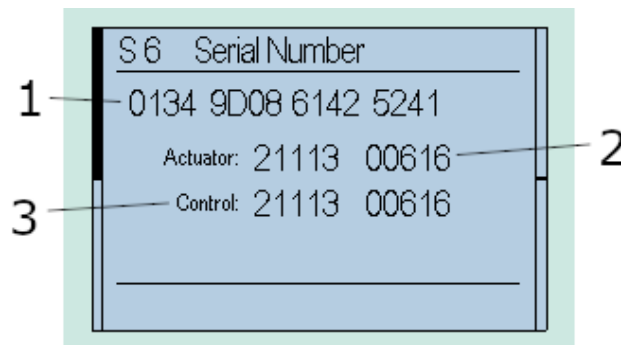 S 6 Serial Number
1 0134 9D08 6142 5241
Actuator: 21113 00616 2
3 Control: 21113 00616